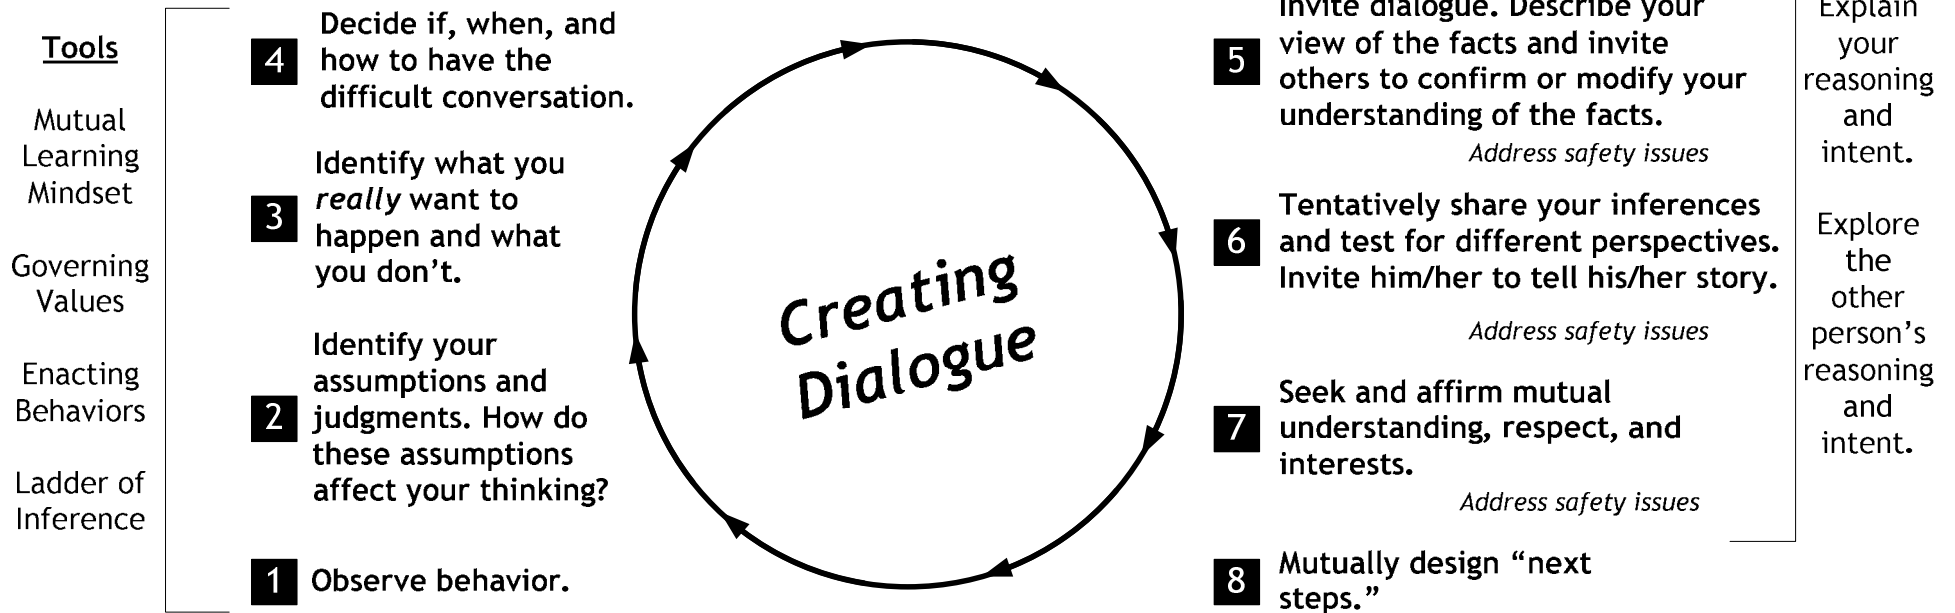 Tools
Mutual
Learning
Mindset
Governing
Values
Enacting
Behaviors
Ladder of
Inference
4
Decide if, when, and
how to have the
difficult conversation.
3
Identify what you
really want to
happen and what
you don’t.
2
Identify your
assumptions and
judgments. How do
these assumptions
affect your thinking?
1
Observe behavior.
Creating
Dialogue
5
Invite dialogue. Describe your
view of the facts and invite
others to confirm or modify your
understanding of the facts.
Address safety issues
6
Tentatively share your inferences
and test for different perspectives.
Invite him/her to tell his/her story.
Address safety issues
7
Seek and affirm mutual
understanding, respect, and
interests.
Address safety issues
8
Mutually design “next
steps.”
Explain
your
reasoning
and
intent.
Explore
the
other
person’s
reasoning
and
intent.